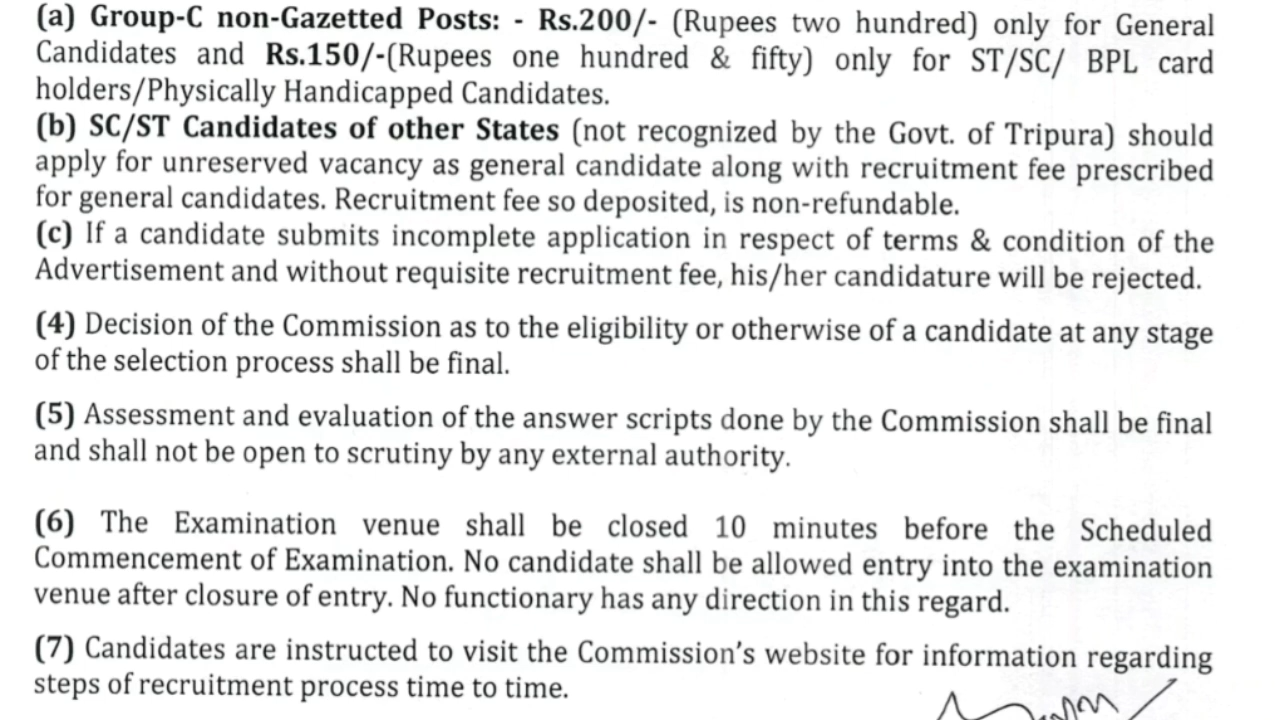 (a) Group-C non-Gazetted Posts: - Rs.200/- (Rupees two hundred) only for General
Candidates and Rs.150/-(Rupees one hundred & fifty) only for ST/SC/ BPL card
holders/Physically Handicapped Candidates.
(b) SC/ST Candidates of other States (not recognized by the Govt. of Tripura) should
apply for unreserved vacancy as general candidate along with recruitment fee prescribed
for general candidates. Recruitment fee so deposited, is non-refundable.
(c) If a candidate submits incomplete application in respect of terms & condition of the
Advertisement and without requisite recruitment fee, his/her candidature will be rejected.
(4) Decision of the Commission as to the eligibility or otherwise of a candidate at any stage
of the selection process shall be final.
(5) Assessment and evaluation of the answer scripts done by the Commission shall be final
and shall not be open to scrutiny by any external authority.
(6) The Examination venue shall be closed 10 minutes before the Scheduled
Commencement of Examination. No candidate shall be allowed entry into the examination
venue after closure of entry. No functionary has any direction in this regard.
(7) Candidates are instructed to visit the Commission's website for information regarding
steps of recruitment process time to time.